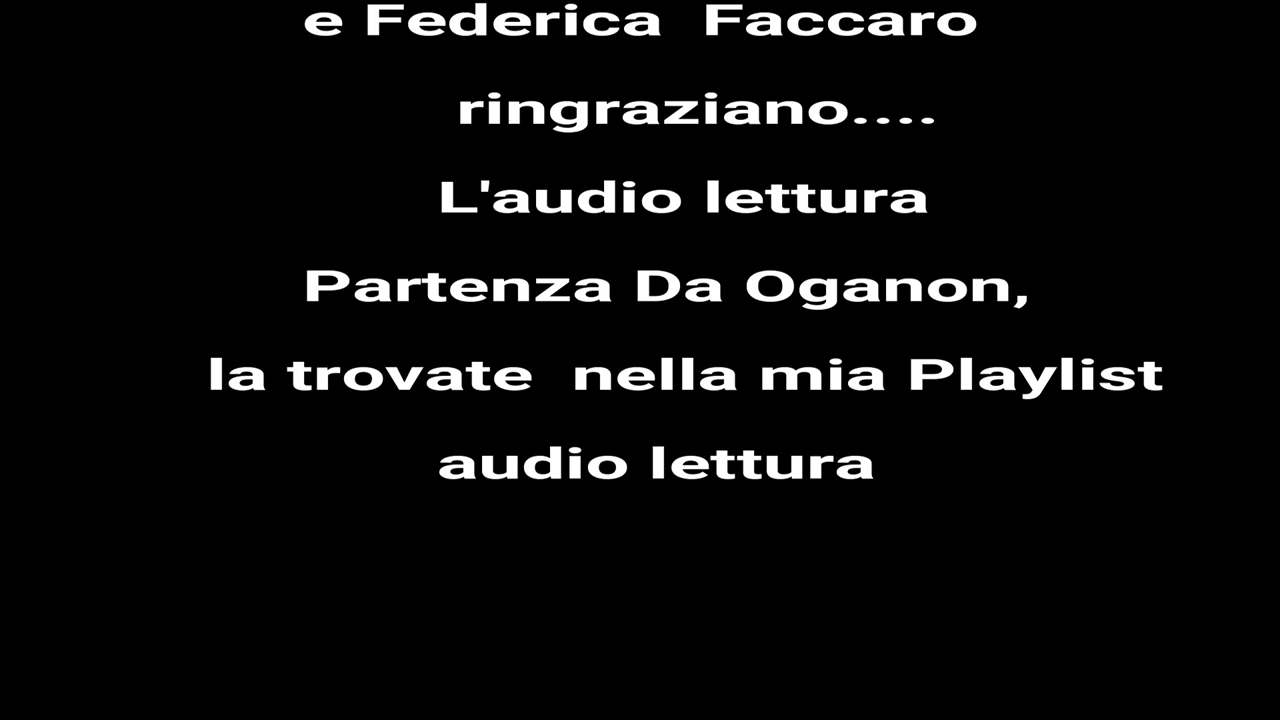 e Federica  Faccaro
ringraziano....
L'audio lettura
Partenza Da Oganon,
la trovate  nella mia Playlist
audio lettura